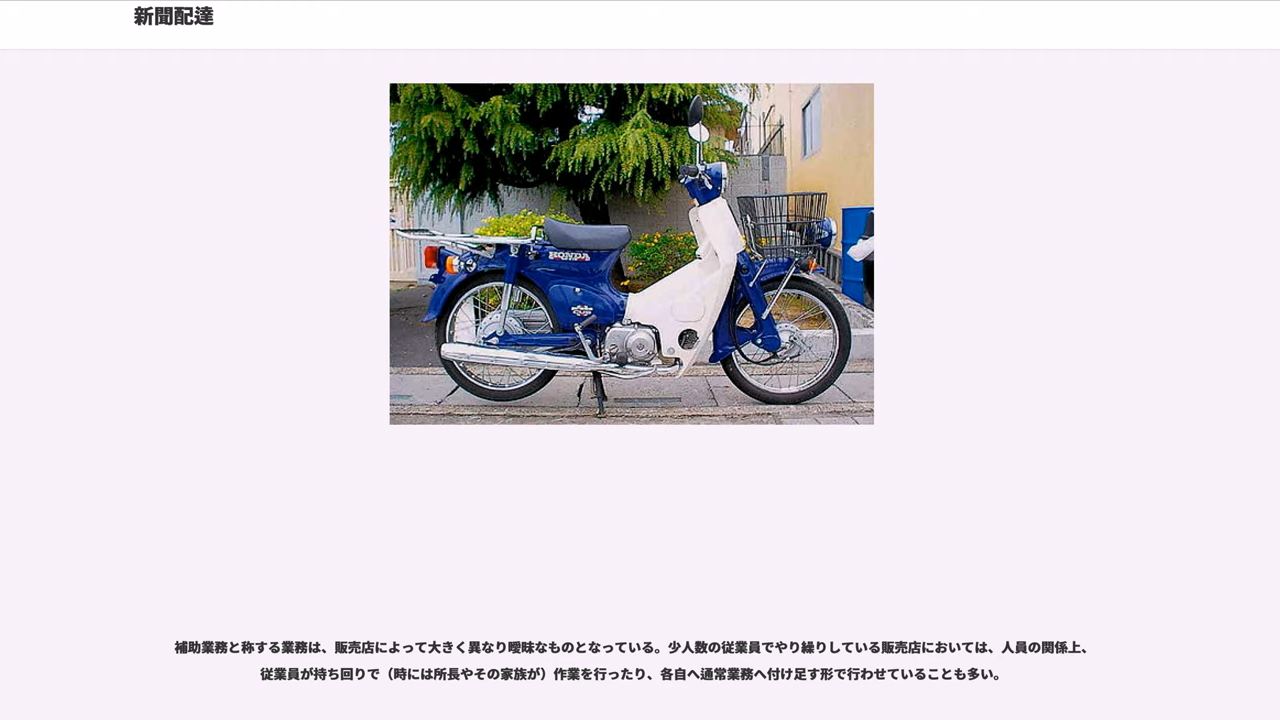 新聞配達
HONDA
補助業務と称する業務は、販売店によって大きく異なり曖昧なものとなっている。少人数の従業員でやり繰りしている販売店においては、人員の関係上、
従業員が持ち回りで（時には所長やその家族が）作業を行ったり、各自へ通常業務へ付け足す形で行わせていることも多い。